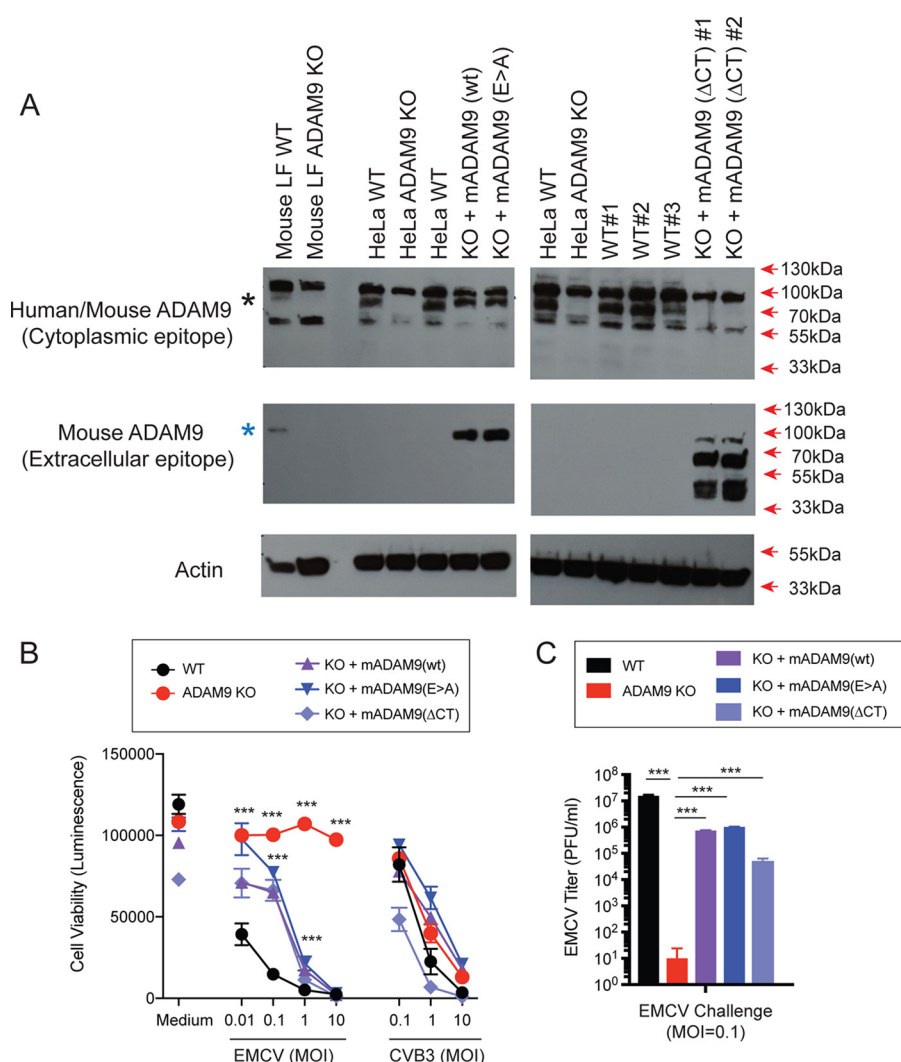 A
Mouse LF WT
Mouse LF ADAM9 KO
HeLa WT
HeLa ADAM9 KO
HeLa WT
KO + mADAM9 (wt)
KO + mADAM9 (E>A)
HeLa WT
HeLa ADAM9 KO
WT#1
WT#2
WT#3
KO + mADAM9 (ΔCT) #1
KO + mADAM9 (ΔCT) #2
Human/Mouse ADAM9 *
(Cytoplasmic epitope)
130kDa
100kDa
70kDa
55kDa
33kDa
Mouse ADAM9 *
(Extracellular epitope)
130kDa
100kDa
70kDa
55kDa
33kDa
Actin
55kDa
33kDa
B
WT
ADAM9 KO
KO + mADAM9(wt)
KO + mADAM9(E>A)
KO + mADAM9(ΔCT)
Cell Viability (Luminescence)
150000
100000
50000
0
*** *** *** ***
***
***
Medium 0.01 0.1 1 10 0.1 1 10
EMCV (MOI) CVB3 (MOI)
C
WT
ADAM9 KO
KO + mADAM9(wt)
KO + mADAM9(E>A)
KO + mADAM9(ΔCT)
EMCV Titer (PFU/ml)
10⁸
10⁷
10⁶
10⁵
10⁴
10³
10²
10¹
10⁰
*** ***
***
***
EMCV Challenge
(MOI=0.1)